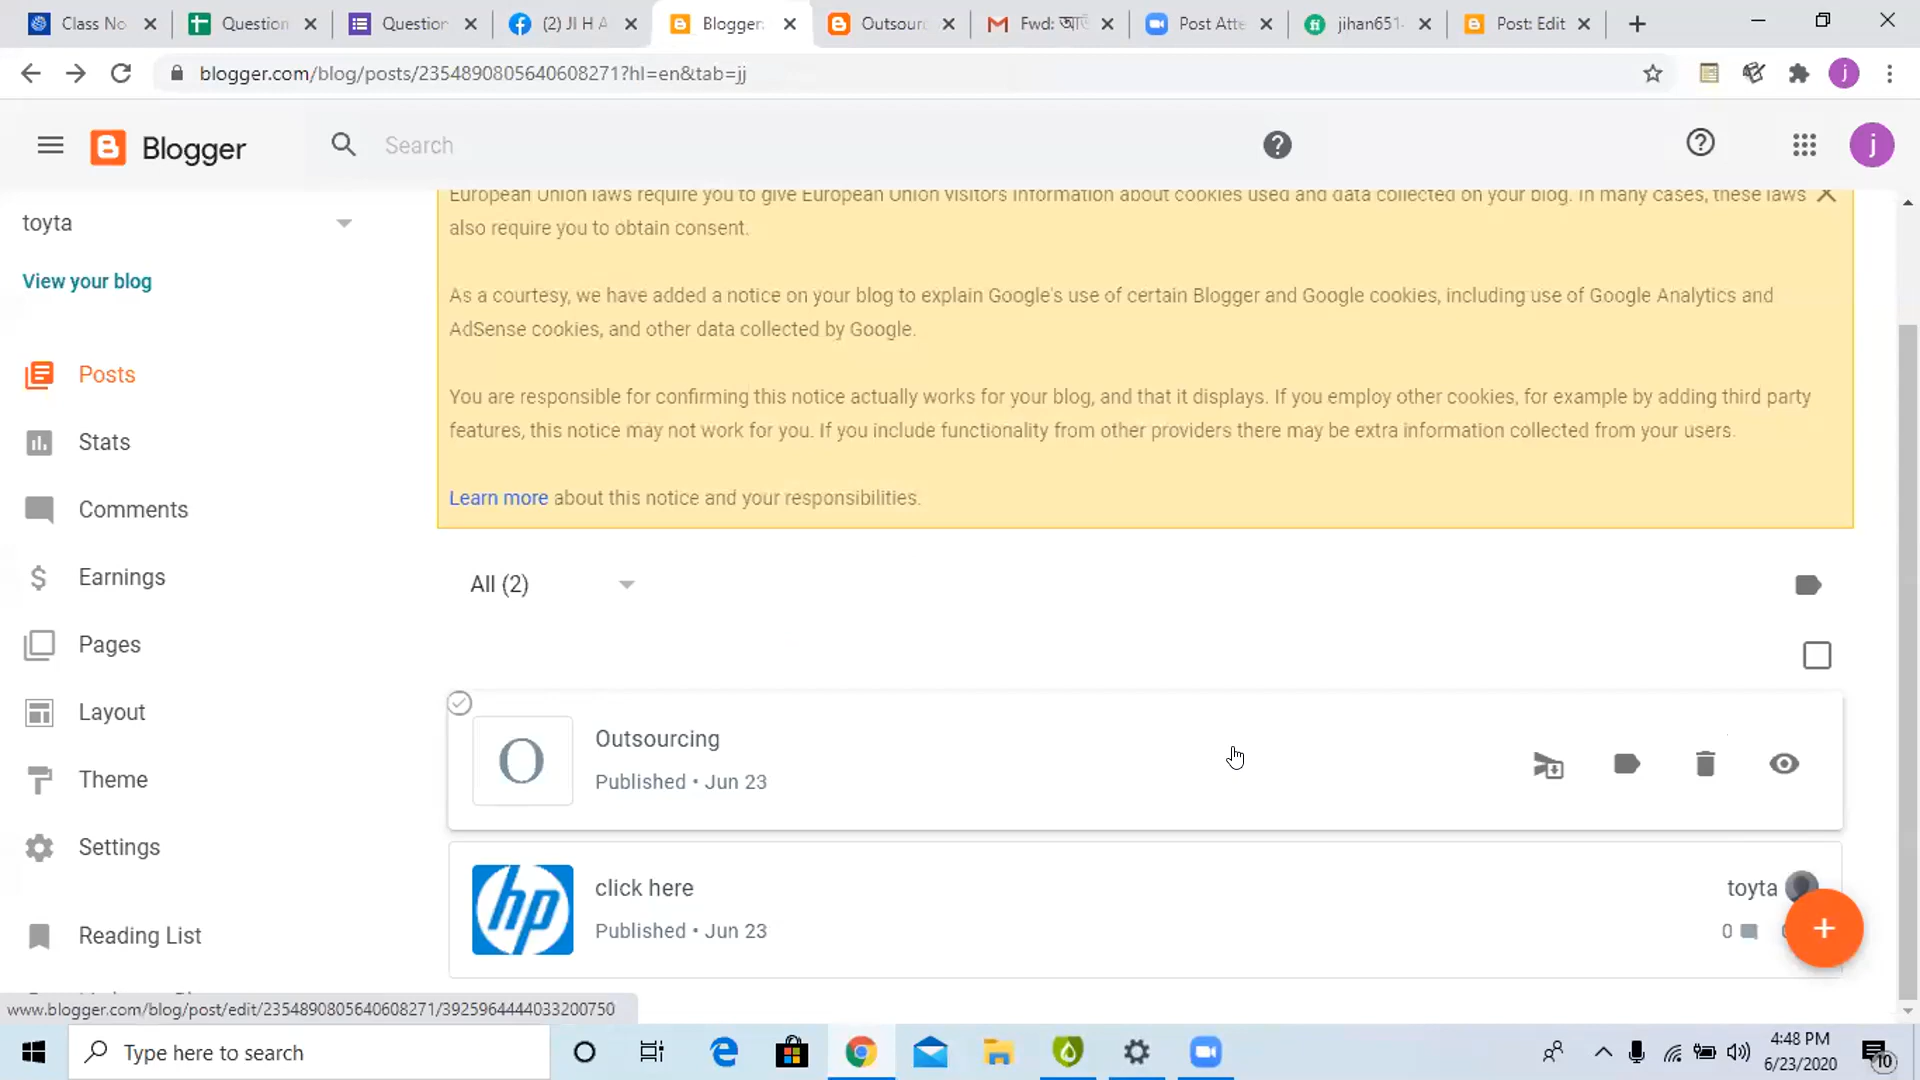 Class No
Question
Question
(2) JI H A
Blogger:
Outsourc
Fwd: আউ
Post Atte
jihan651-
Post: Edit
blogger.com/blog/posts/2354890805640608271?hl=en&tab=jj
j
Blogger
Search
j
European Union laws require you to give European Union visitors information about cookies used and data collected on your blog. In many cases, these laws
toyta
also require you to obtain consent.
View your blog
As a courtesy, we have added a notice on your blog to explain Google's use of certain Blogger and Google cookies, including use of Google Analytics and
AdSense cookies, and other data collected by Google.
Posts
You are responsible for confirming this notice actually works for your blog, and that it displays. If you employ other cookies, for example by adding third party
features, this notice may not work for you. If you include functionality from other providers there may be extra information collected from your users.
Stats
Learn more about this notice and your responsibilities.
Comments
Earnings
All (2)
Pages
Layout
Outsourcing
O
Published • Jun 23
Theme
Settings
hp
click here
toyta
Published • Jun 23
0
Reading List
www.blogger.com/blog/post/edit/2354890805640608271/3925964444033200750
Type here to search
4:48 PM
6/23/2020
10